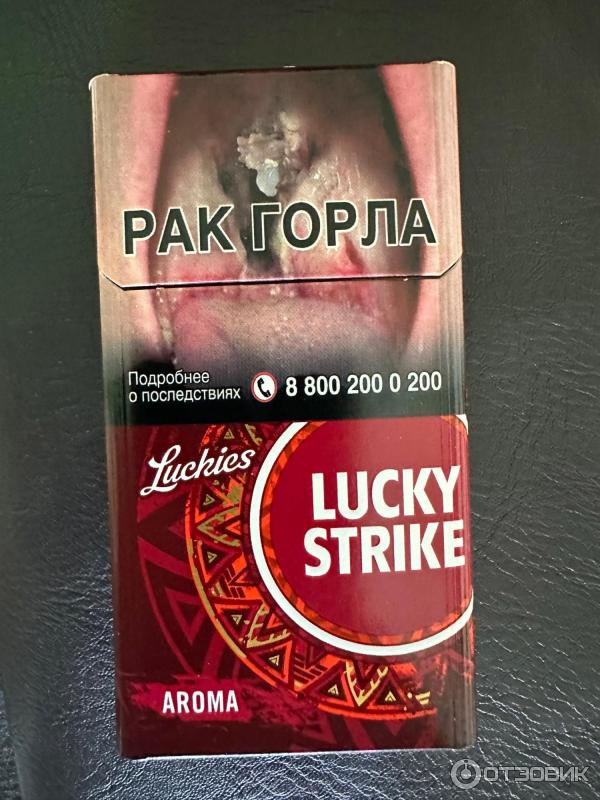 РАК ГОРЛА
Подробнее
о последствиях
8 800 200 0 200
Luckies
LUCKY
STRIKE
AROMA
ОТЗОВИК